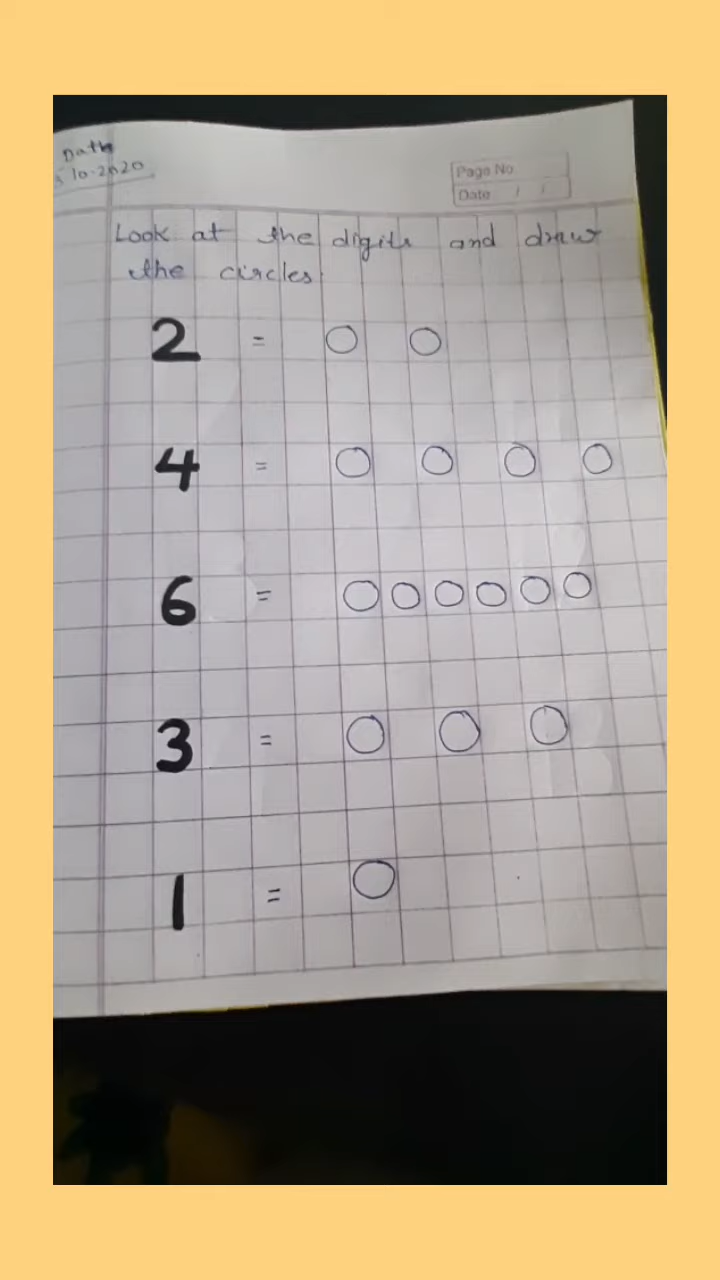 Date
10.2020
Page No
Date / /
Look at the digits and draw
the circles
2 =
4 =
6 =
3 =
1 =